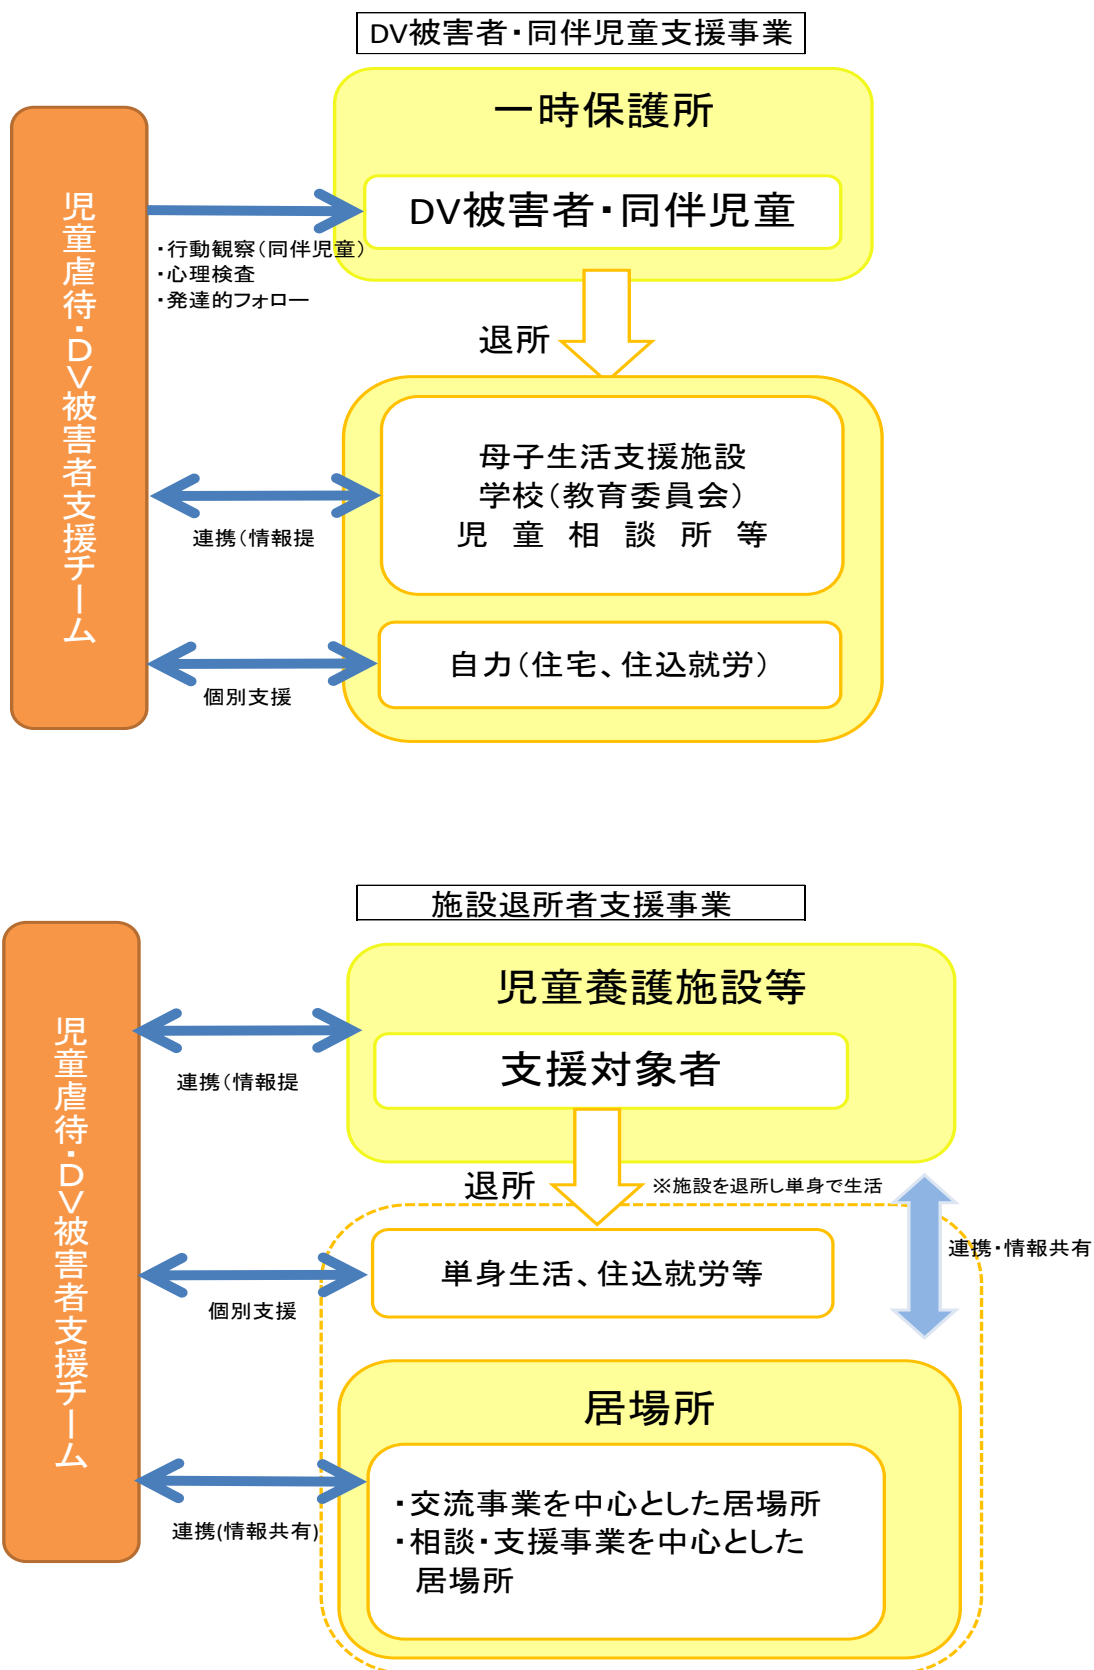 DV被害者・同伴児童支援事業
一時保護所
DV被害者・同伴児童
児童虐待・DV被害者支援チーム
・行動観察（同伴児童）
・心理検査
・発達的フォロー
退所
母子生活支援施設
学校（教育委員会）
児童相談所等
連携（情報提
自力（住宅、住込就労）
個別支援
施設退所者支援事業
児童養護施設等
支援対象者
児童虐待・DV被害者支援チーム
連携（情報提
退所
※施設を退所し単身で生活
連携・情報共有
単身生活、住込就労等
個別支援
居場所
・交流事業を中心とした居場所
・相談・支援事業を中心とした
居場所
連携(情報共有)